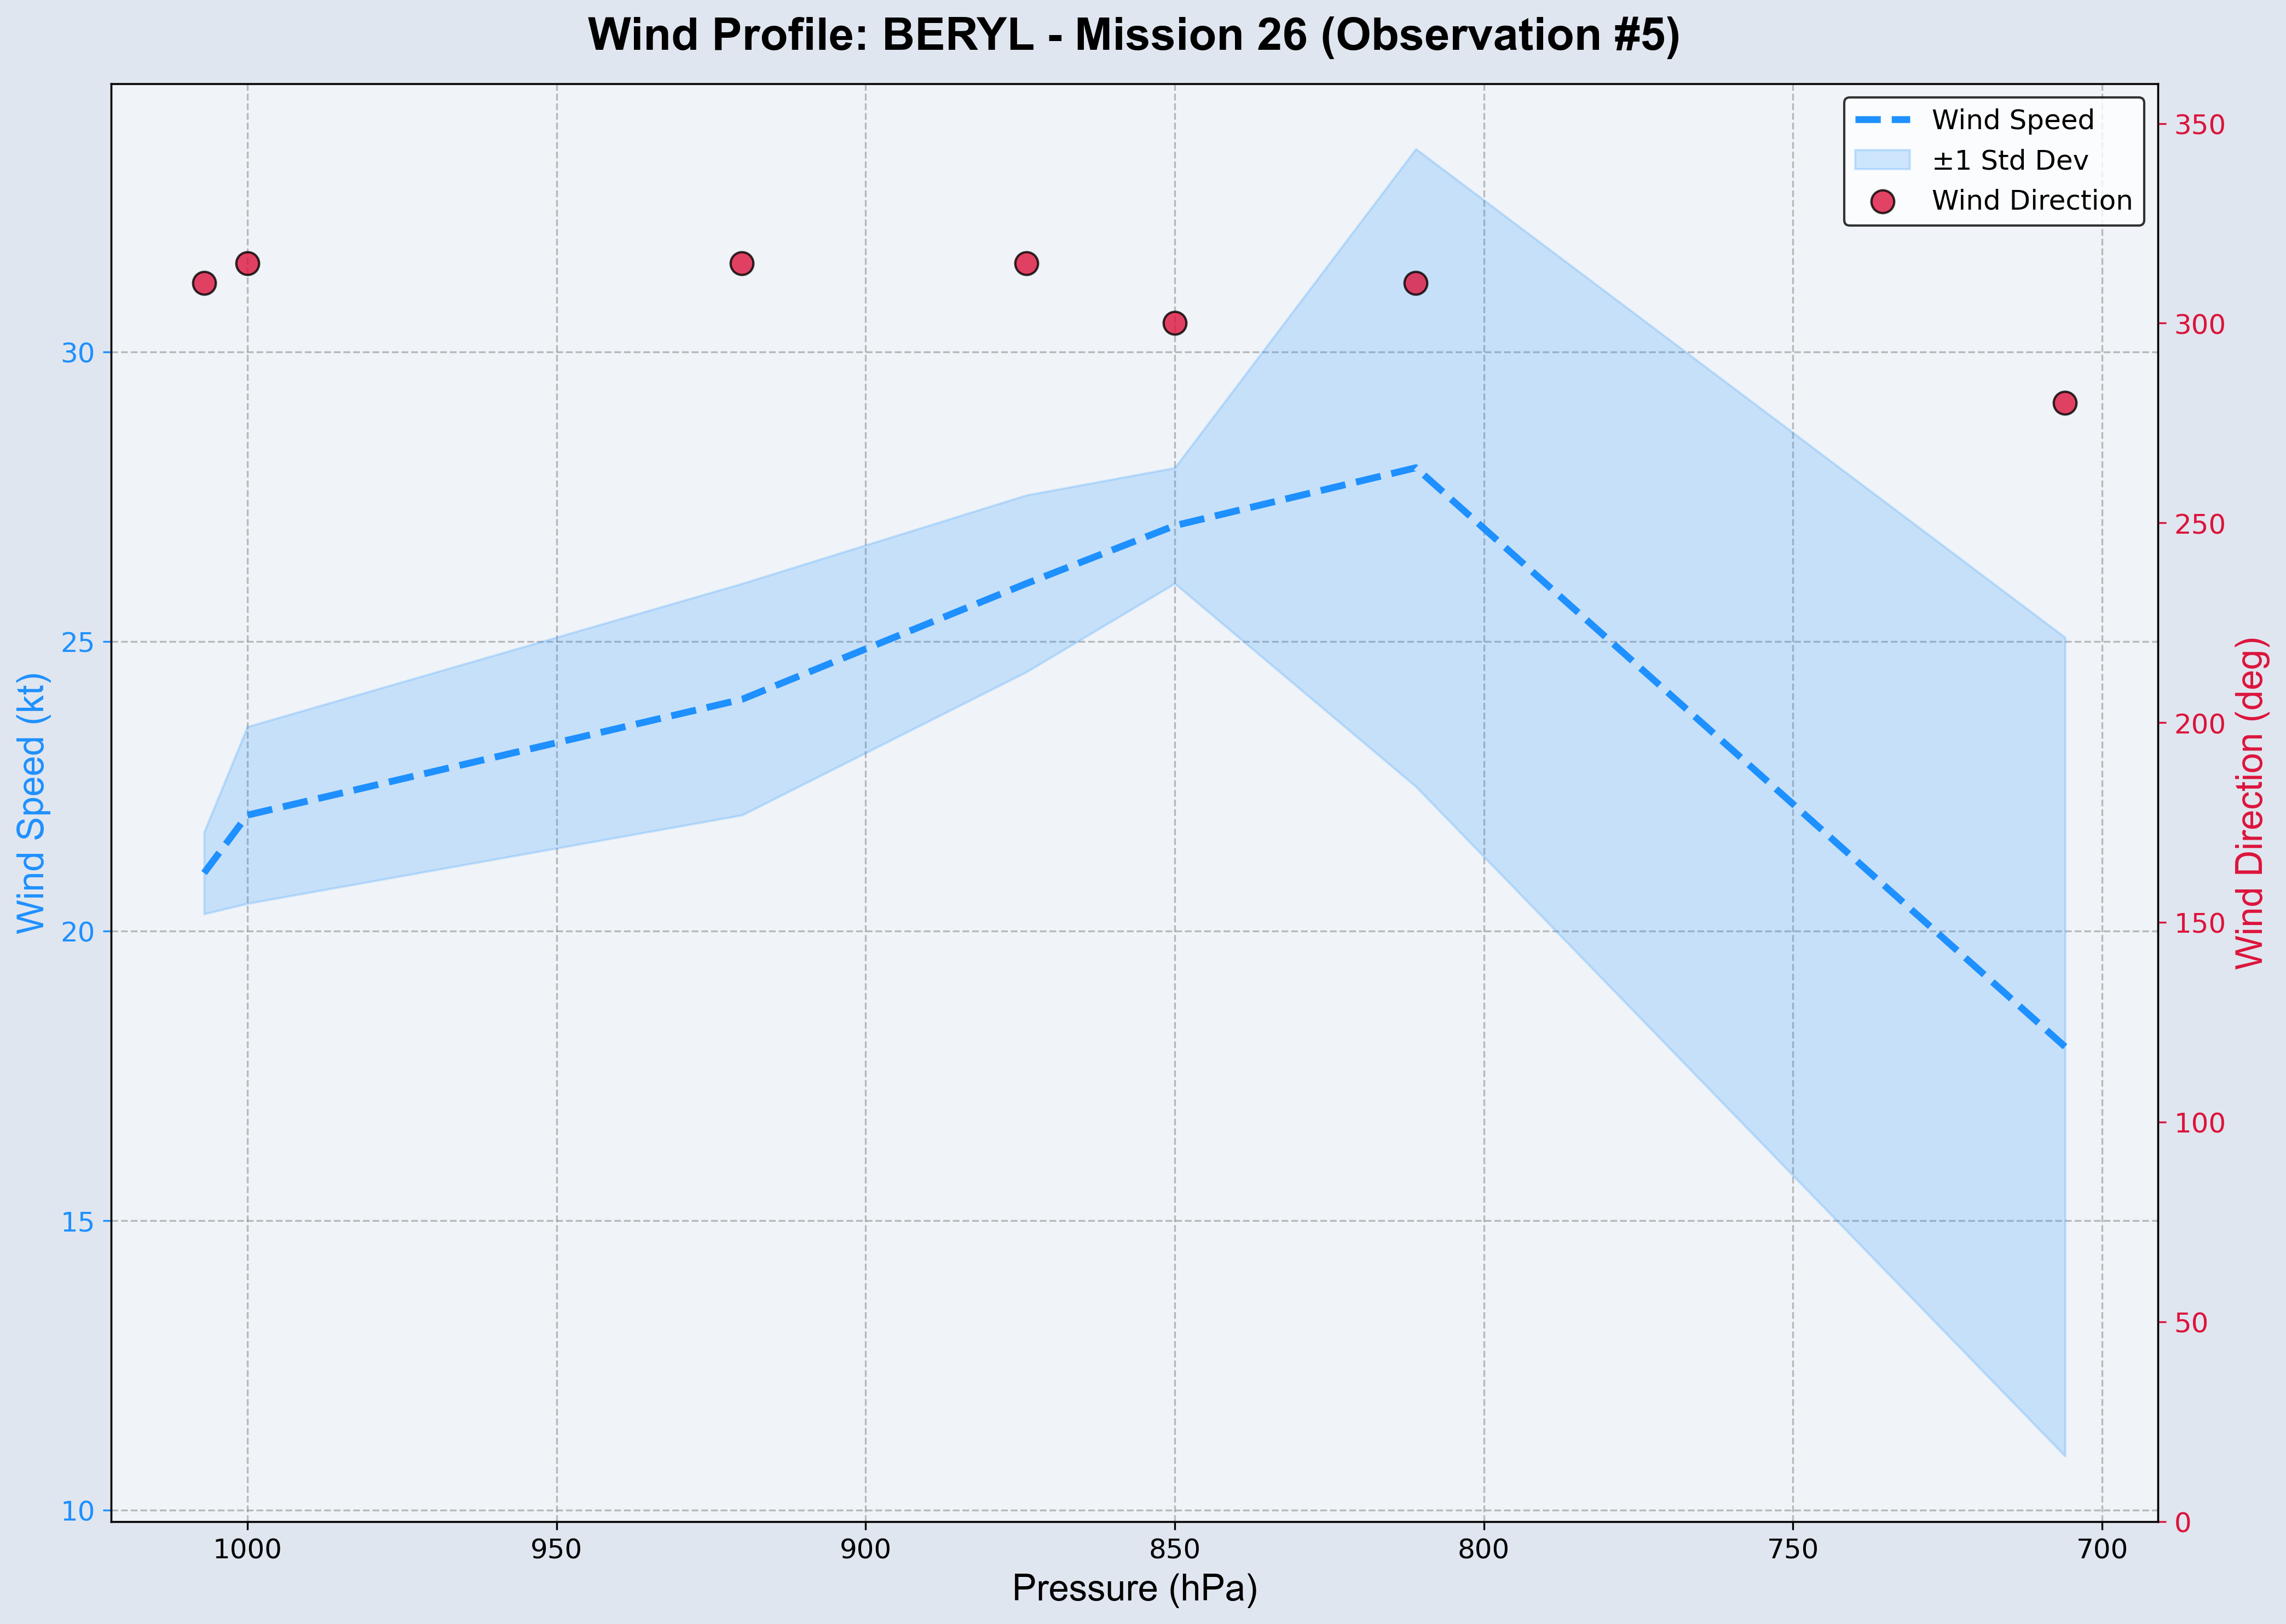 Wind Profile: BERYL - Mission 26 (Observation #5)
Wind Speed
±1 Std Dev
Wind Direction
30
25
20
15
10
Wind Speed (kt)
350
300
250
200
150
100
50
0
Wind Direction (deg)
1000 950 900 850 800 750 700
Pressure (hPa)